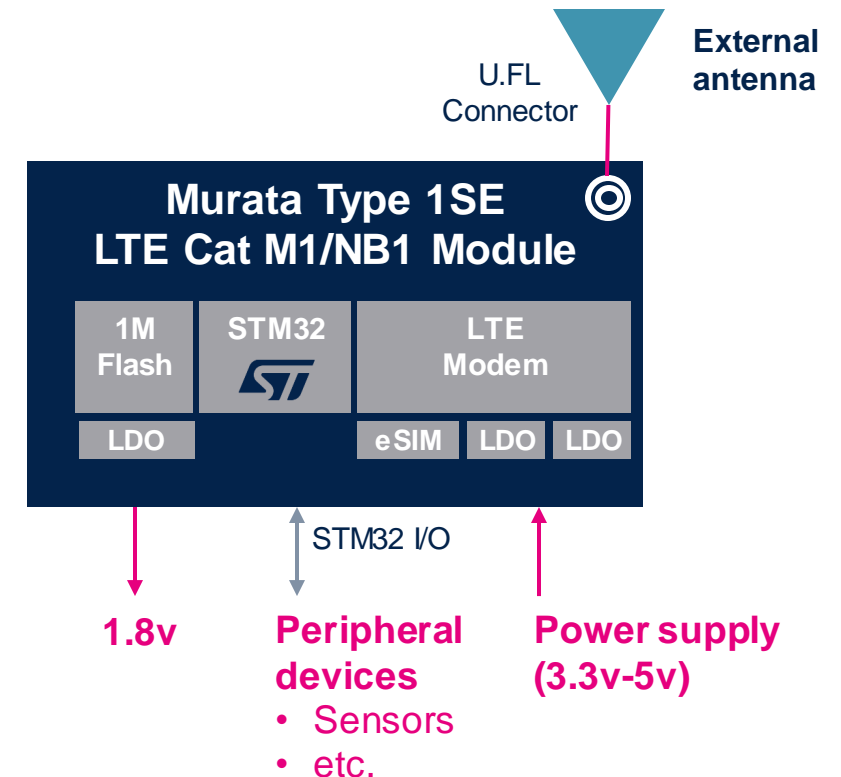 External
antenna
U.FL
Connector
Murata Type 1SE
LTE Cat M1/NB1 Module
1M
Flash
STM32
ST
LTE
Modem
LDO
eSIM
LDO
LDO
STM32 I/O
1.8v
Peripheral
devices
• Sensors
• etc.
Power supply
(3.3v-5v)